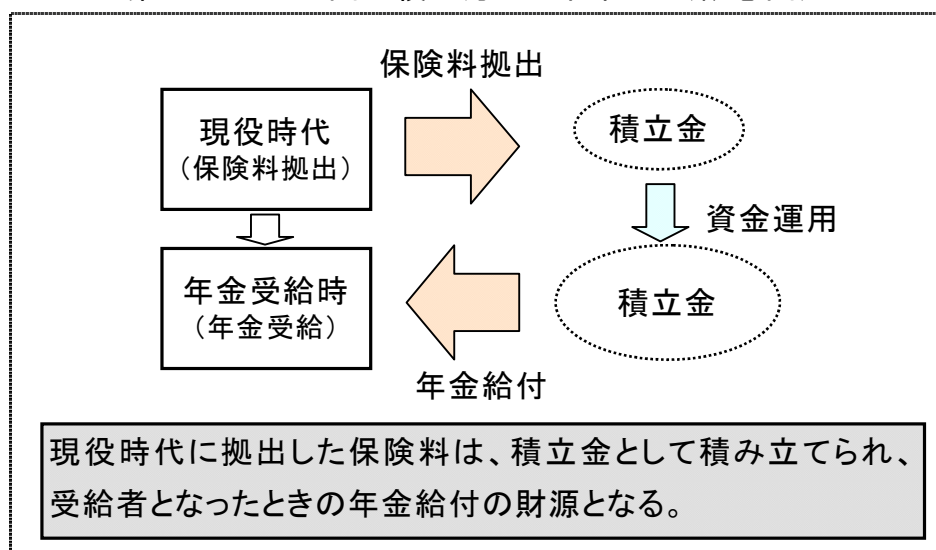 保険料拠出
現役時代
（保険料拠出）
積立金
資金運用
年金受給時
（年金受給）
積立金
年金給付
現役時代に拠出した保険料は、積立金として積み立てられ、
受給者となったときの年金給付の財源となる。